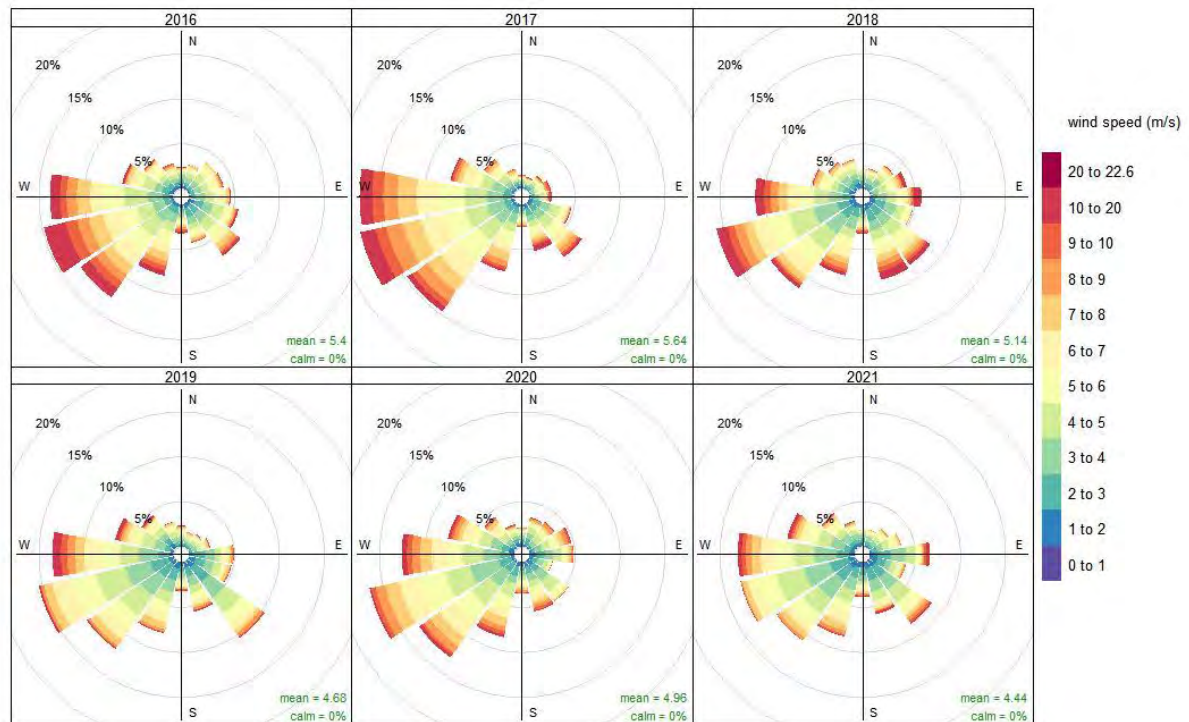 2016
2017
2018
N
20%
15%
10%
5%
W
E
S
mean = 5.4
calm = 0%
N
20%
15%
10%
5%
W
E
S
mean = 5.64
calm = 0%
N
20%
15%
10%
5%
W
E
S
mean = 5.14
calm = 0%
2019
2020
2021
N
20%
15%
10%
5%
W
E
S
mean = 4.68
calm = 0%
N
20%
15%
10%
5%
W
E
S
mean = 4.96
calm = 0%
N
20%
15%
10%
5%
W
E
S
mean = 4.44
calm = 0%
wind speed (m/s)
20 to 22.6
10 to 20
9 to 10
8 to 9
7 to 8
6 to 7
5 to 6
4 to 5
3 to 4
2 to 3
1 to 2
0 to 1